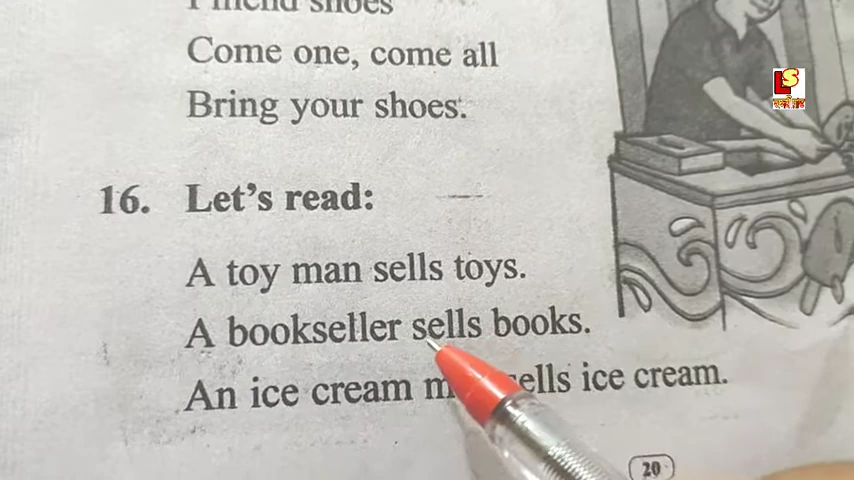 I mend shoes
Come one, come all
Bring your shoes.
16. Let's read:
A toy man sells toys.
A bookseller sells books.
An ice cream sells ice cream.
20
LS